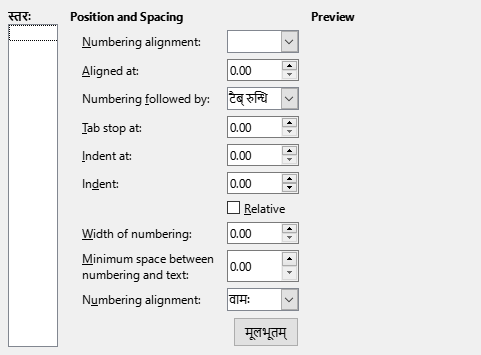 स्तरः Position and Spacing Preview
Numbering alignment:
Aligned at: 0.00
Numbering followed by: टैब् रुन्धि
Tab stop at: 0.00
Indent at: 0.00
Indent: 0.00
Relative
Width of numbering: 0.00
Minimum space between
numbering and text: 0.00
Numbering alignment: वामः
मूलभूतम्